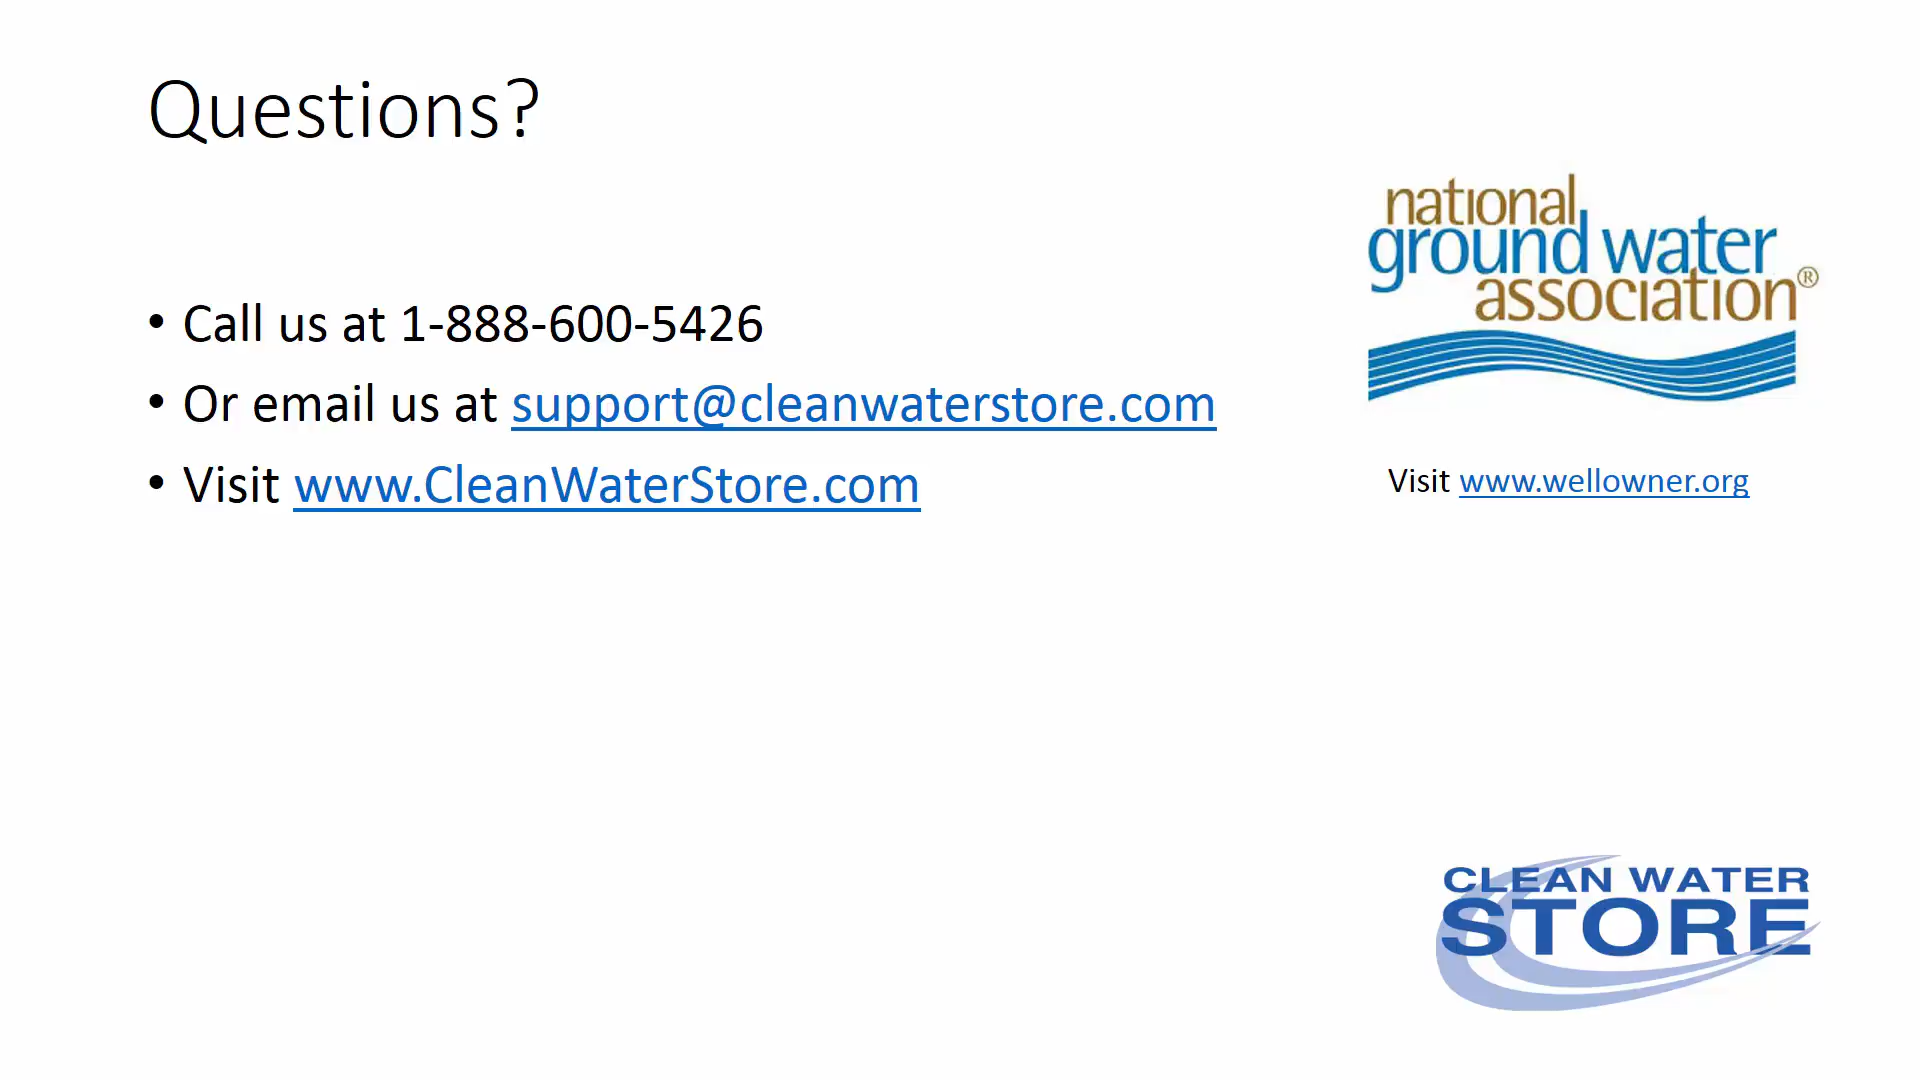 Questions?
• Call us at 1-888-600-5426
• Or email us at support@cleanwaterstore.com
• Visit www.CleanWaterStore.com
national
ground water
association®
Visit www.wellowner.org
CLEAN WATER
STORE